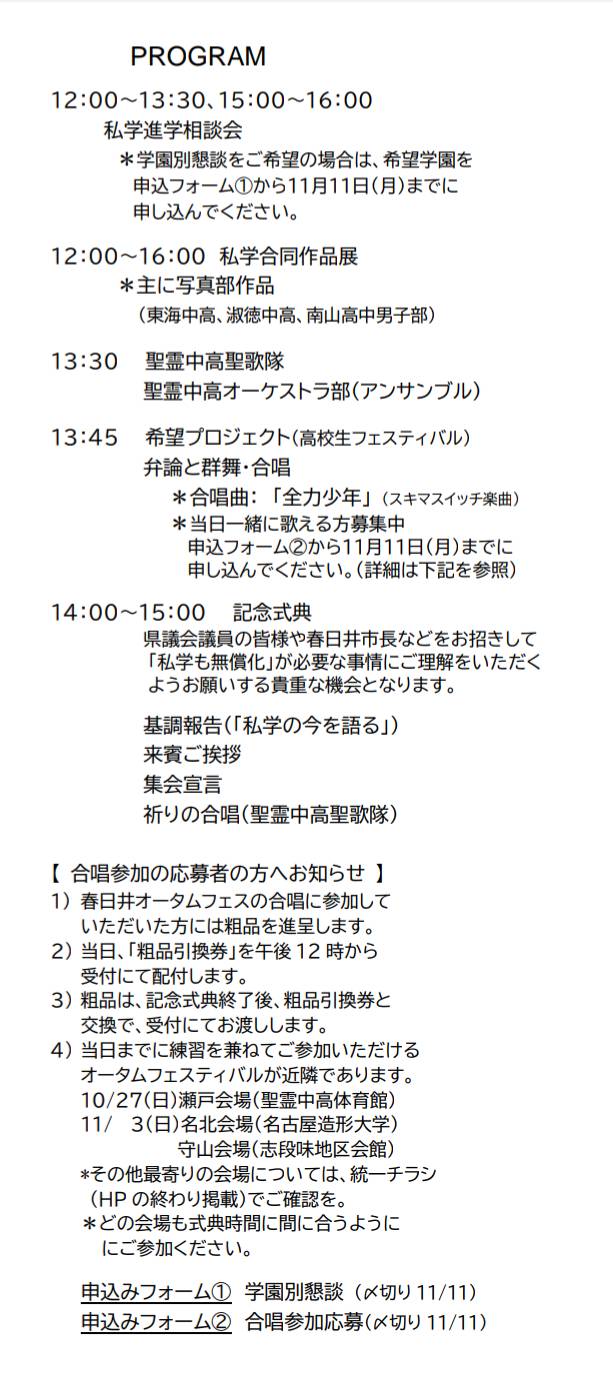 PROGRAM
12:00～13:30、15:00～16:00
私学進学相談会
＊学園別懇談をご希望の場合は、希望学園を
申込フォーム①から11月11日(月)までに
申し込んでください。
12:00～16:00 私学合同作品展
＊主に写真部作品
（東海中高、淑徳中高、南山高中男子部）
13:30 聖霊中高聖歌隊
聖霊中高オーケストラ部(アンサンブル)
13:45 希望プロジェクト(高校生フェスティバル)
弁論と群舞・合唱
＊合唱曲:「全力少年」（スキマスイッチ楽曲）
＊当日一緒に歌える方募集中
申込フォーム②から11月11日(月)までに
申し込んでください。(詳細は下記を参照)
14:00～15:00 記念式典
県議会議員の皆様や春日井市長などをお招きして
「私学も無償化」が必要な事情にご理解をいただく
ようお願いする貴重な機会となります。
基調報告(「私学の今を語る」)
来賓ご挨拶
集会宣言
祈りの合唱(聖霊中高聖歌隊)
【 合唱参加の応募者の方へお知らせ 】
1) 春日井オータムフェスの合唱に参加して
いただいた方には粗品を進呈します。
2) 当日、「粗品引換券」を午後 12 時から
受付にて配付します。
3) 粗品は、記念式典終了後、粗品引換券と
交換で、受付にてお渡しします。
4) 当日までに練習を兼ねてご参加いただける
オータムフェスティバルが近隣であります。
10/27(日)瀬戸会場(聖霊中高体育館)
11/ 3(日)名北会場(名古屋造形大学)
守山会場(志段味地区会館)
*その他最寄りの会場については、統一チラシ
（HP の終わり掲載)でご確認を。
＊どの会場も式典時間に間に合うように
にご参加ください。
申込みフォーム① 学園別懇談（〆切り 11/11）
申込みフォーム② 合唱参加応募(〆切り 11/11)